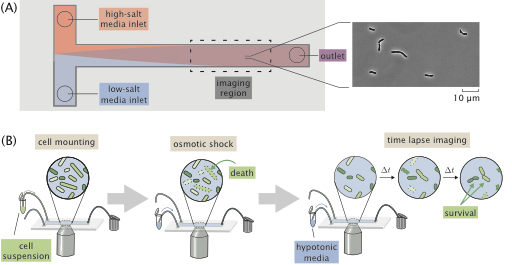 (A)
high-salt
media inlet
low-salt
media inlet
imaging
region
outlet
10 μm
(B)
cell mounting
cell
suspension
osmotic shock
death
time lapse imaging
Δt
Δt
survival
hypotonic
media